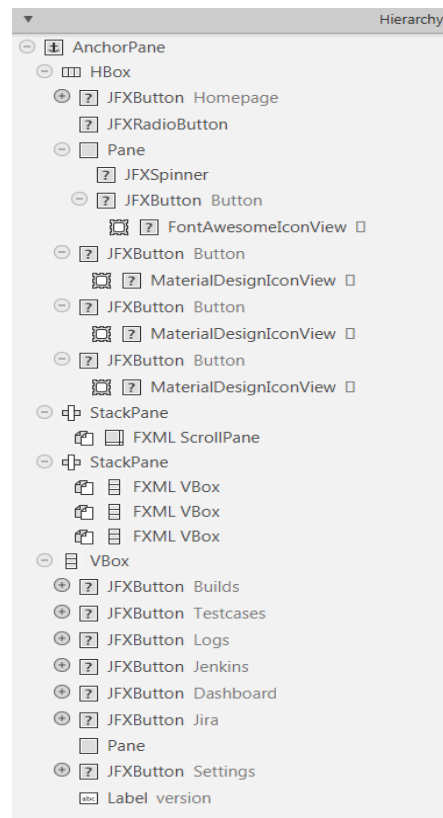 Hierarchy
AnchorPane
HBox
? JFXButton Homepage
? JFXRadioButton
Pane
? JFXSpinner
? JFXButton Button
? FontAwesomeIconView
? JFXButton Button
? MaterialDesignIconView
? JFXButton Button
? MaterialDesignIconView
? JFXButton Button
? MaterialDesignIconView
StackPane
FXML ScrollPane
StackPane
FXML VBox
FXML VBox
FXML VBox
VBox
? JFXButton Builds
? JFXButton Testcases
? JFXButton Logs
? JFXButton Jenkins
? JFXButton Dashboard
? JFXButton Jira
Pane
? JFXButton Settings
abc Label version